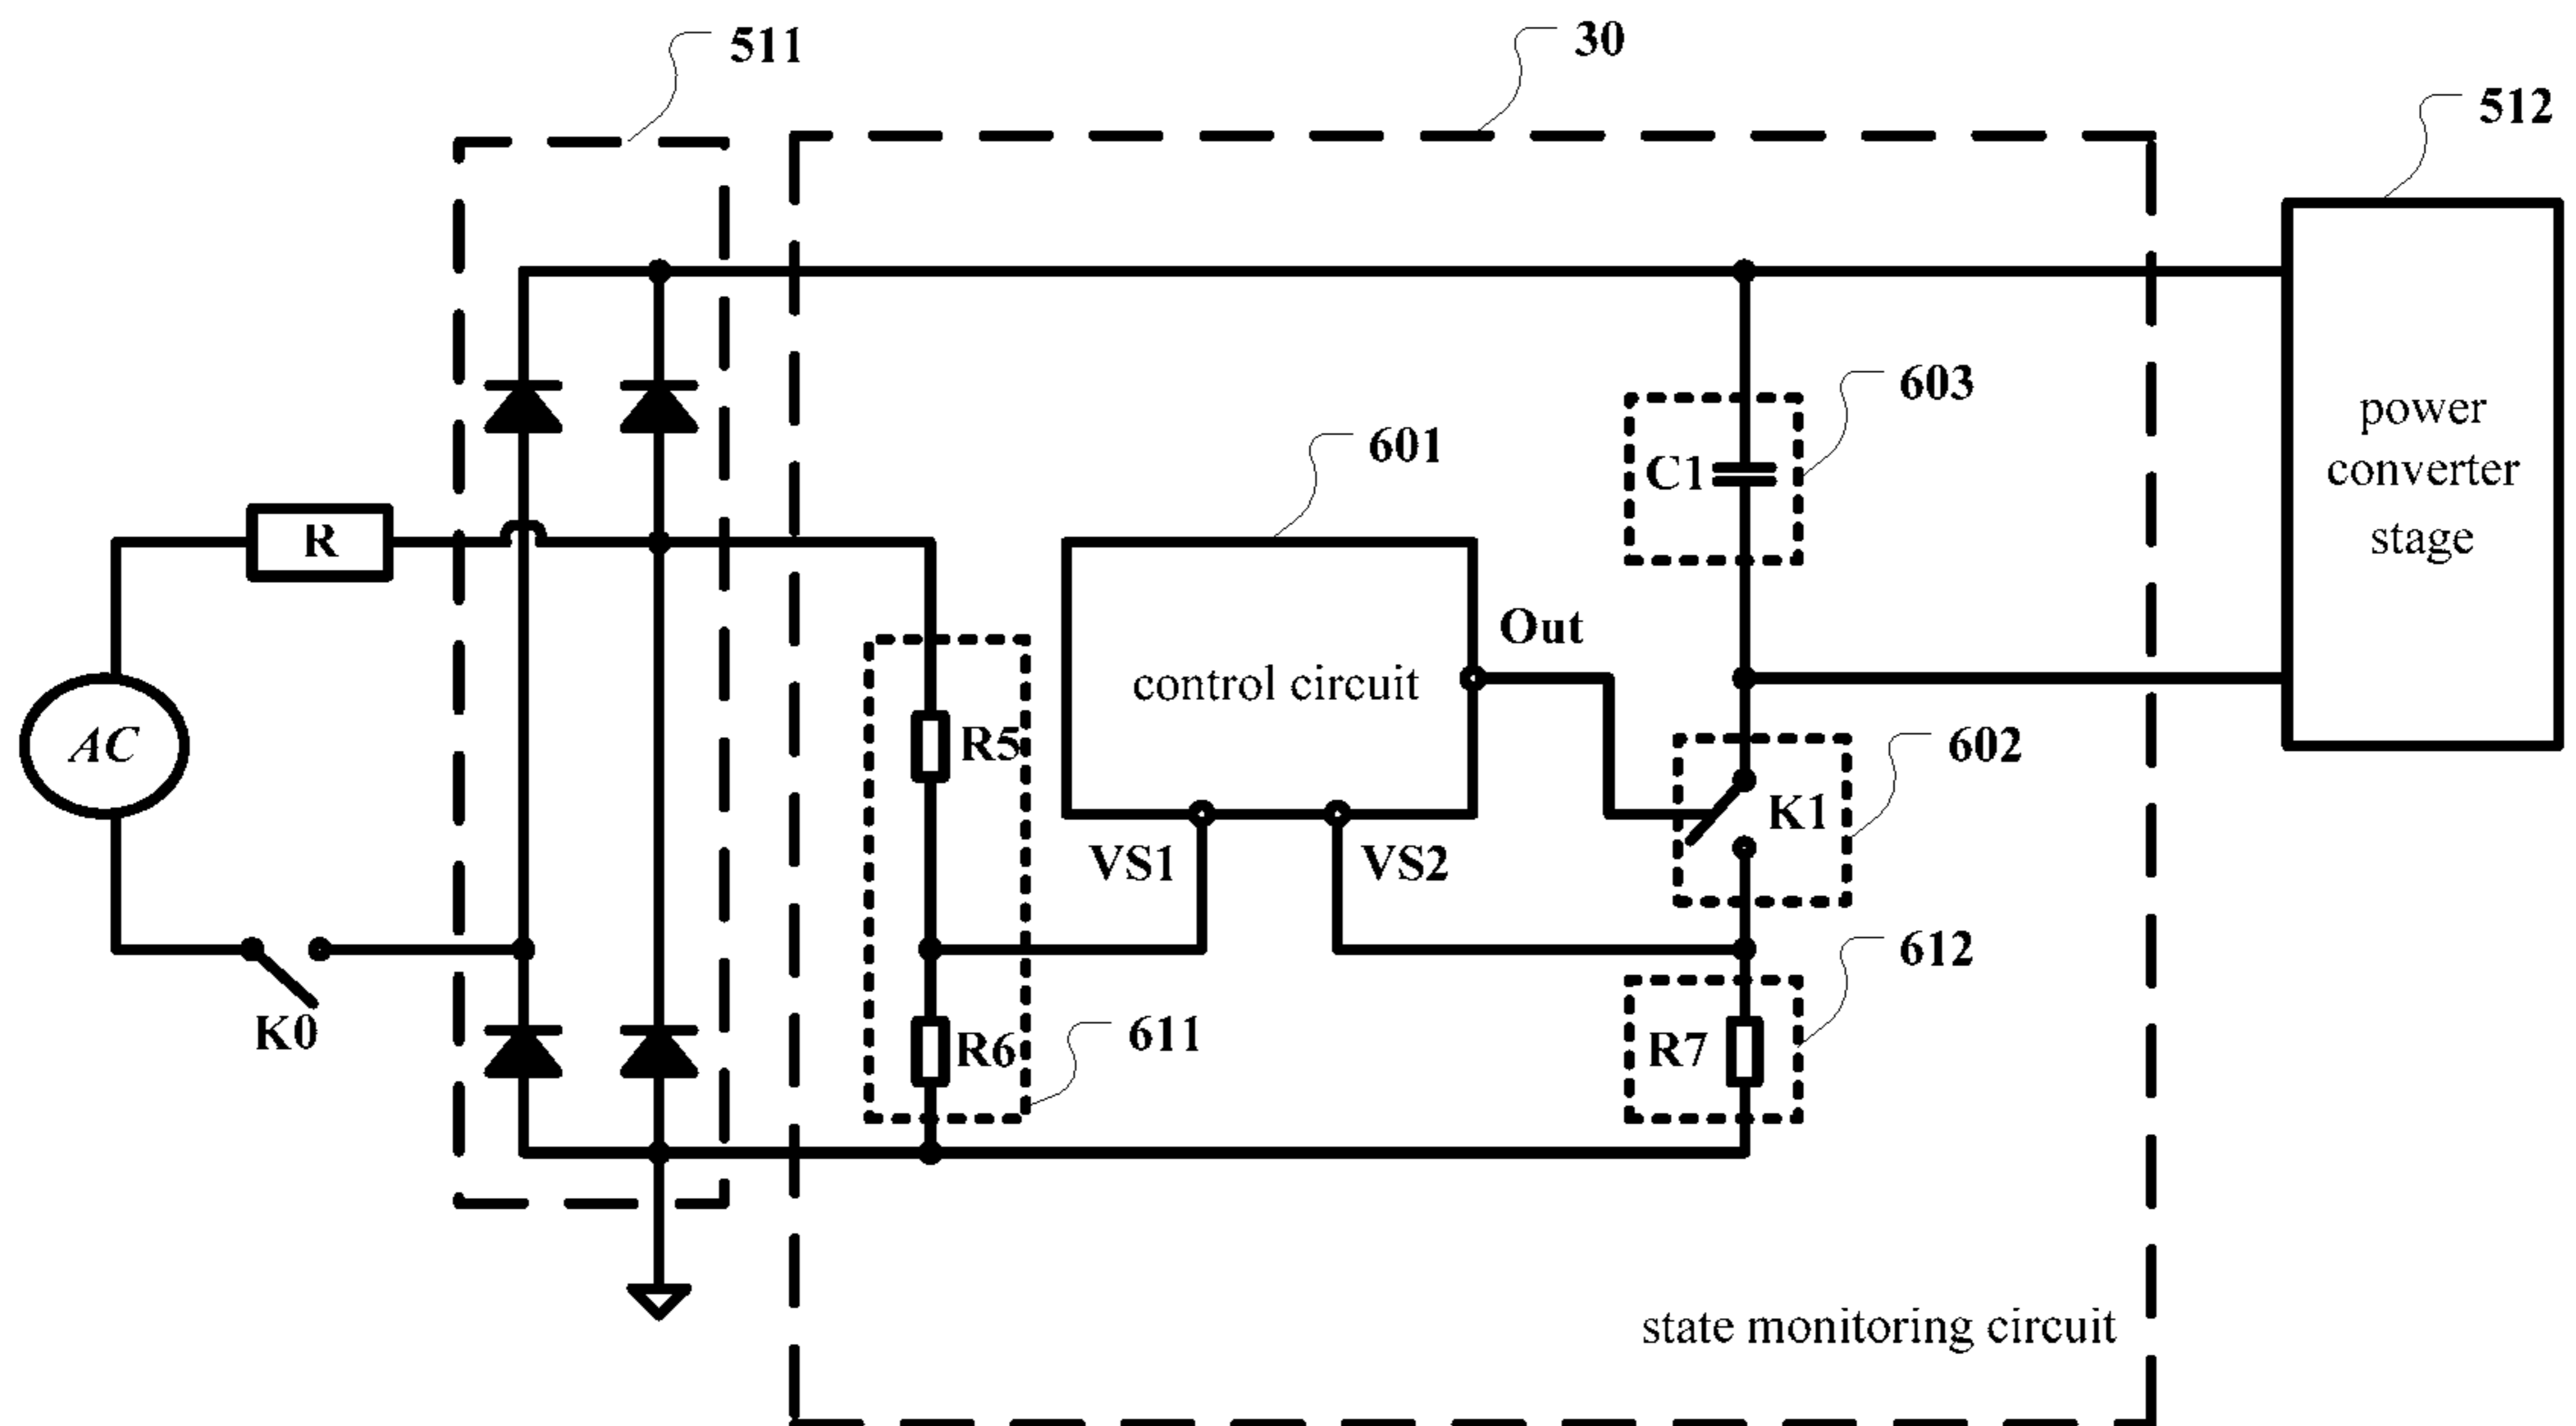 511
30
512
603
C1
601
power
converter
stage
R
Out
control circuit
AC
R5
602
K1
VS1
VS2
K0
R6
611
R7
612
state monitoring circuit